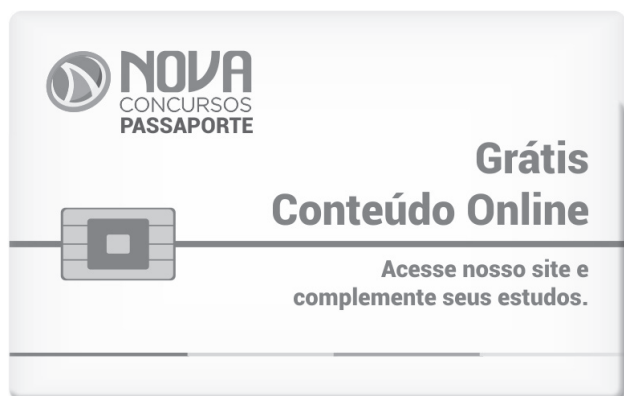 NOVA
CONCURSOS
PASSAPORTE
Grátis
Conteúdo Online
Acesse nosso site e
complemente seus estudos.